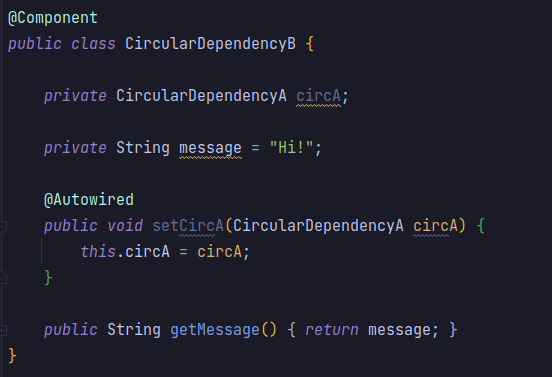 @Component
public class CircularDependencyB {
private CircularDependencyA circA;
private String message = "Hi!";
@Autowired
public void setCircA(CircularDependencyA circA) {
this.circA = circA;
}
public String getMessage() { return message; }
}